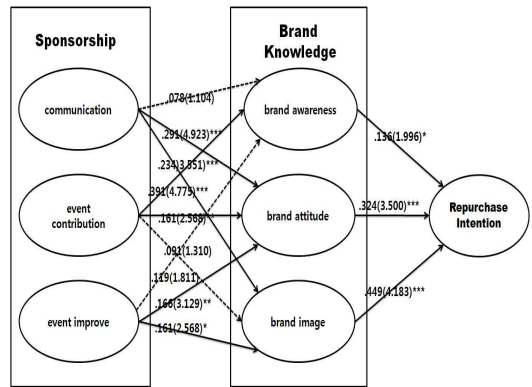 Sponsorship
Brand
Knowledge
communication
event
contribution
event improve
brand awareness
brand attitude
brand image
Repurchase
Intention
.078(1.104)
.291(4.923)***
.234(3.551)***
.391(4.775)***
.161(2.568)*
.091(1.310)
.119(1.811)
.166(3.129)**
.161(2.568)*
.136(1.996)*
.324(3.500)***
.449(4.183)***